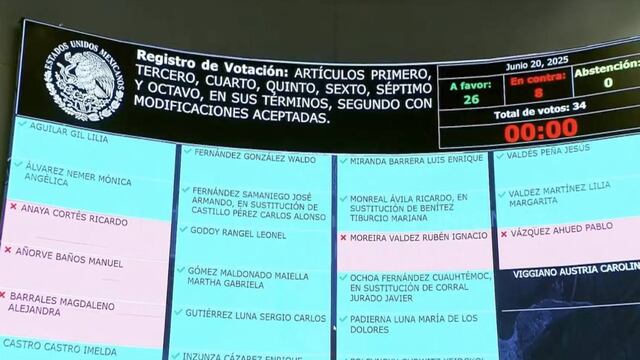 ESTADOS UNIDOS MEXICANOS
Registro de Votación: ARTÍCULOS PRIMERO,
TERCERO, CUARTO, QUINTO, SEXTO, SÉPTIMO
Y OCTAVO, EN SUS TÉRMINOS, SEGUNDO CON
MODIFICACIONES ACEPTADAS.
Junio 20, 2025
A favor:
26
En contra:
8
Abstención:
0
Total de votos: 34
00:00
AGUILAR GIL LILIA
ÁLVAREZ NEMER MÓNICA
ANGÉLICA
ANAYA CORTÉS RICARDO
AÑORVE BAÑOS MANUEL
BARRALES MAGDALENO
ALEJANDRA
CASTRO CASTRO IMELDA
FERNÁNDEZ GONZÁLEZ WALDO
FERNÁNDEZ SAMANIEGO JOSÉ
ARMANDO, EN SUSTITUCIÓN DE
CASTILLO PÉREZ CARLOS ALONSO
GODOY RANGEL LEONEL
GÓMEZ MALDONADO MAIELLA
MARTHA GABRIELA
GUTIÉRREZ LUNA SERGIO CARLOS
INZUNZA CÁZAREZ ENRIQUE
MIRANDA BARRERA LUIS ENRIQUE
MONREAL ÁVILA RICARDO, EN
SUSTITUCIÓN DE BENÍTEZ
TIBURCIO MARIANA
MOREIRA VALDEZ RUBÉN IGNACIO
OCHOA FERNÁNDEZ CUAUHTÉMOC,
EN SUSTITUCIÓN DE CORRAL
JURADO JAVIER
PADIERNA LUNA MARÍA DE LOS
DOLORES
VALDÉS PEÑA JESÚS
VALDEZ MARTÍNEZ LILIA
MARGARITA
VÁZQUEZ AHUED PABLO
VIGGIANO AUSTRIA CAROLIN